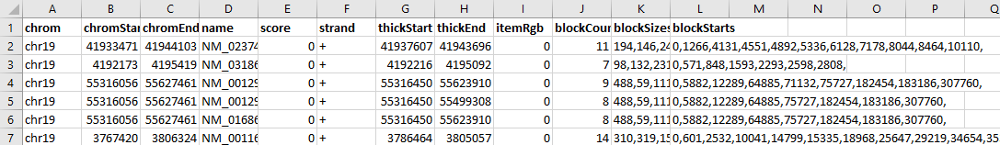 A B C D E F G H I J K L M N O P Q
1 chrom chromStar chromEnd name score strand thickStart thickEnd itemRgb blockCour blockSizes blockStarts
2 chr19 41933471 41944103 NM_02374 0 + 41937607 41943696 0 11 194,146,24 0,1266,4131,4551,4892,5336,6128,7178,8044,8464,10110,
3 chr19 4192173 4195419 NM_03186 0 + 4192216 4195092 0 7 98,132,231 0,571,848,1593,2293,2598,2808,
4 chr19 55316056 55627461 NM_00129 0 + 55316450 55623910 0 9 488,59,111 0,5882,12289,64885,71132,75727,182454,183186,307760,
5 chr19 55316056 55627461 NM_00129 0 + 55316450 55499308 0 8 488,59,111 0,5882,12289,64885,75727,182454,183186,307760,
6 chr19 55316056 55627461 NM_01686 0 + 55316450 55623910 0 8 488,59,111 0,5882,12289,64885,75727,182454,183186,307760,
7 chr19 3767420 3806324 NM_00116 0 + 3786464 3805057 0 14 310,319,15 0,601,2532,10041,14799,15335,18968,25647,29219,34654,35